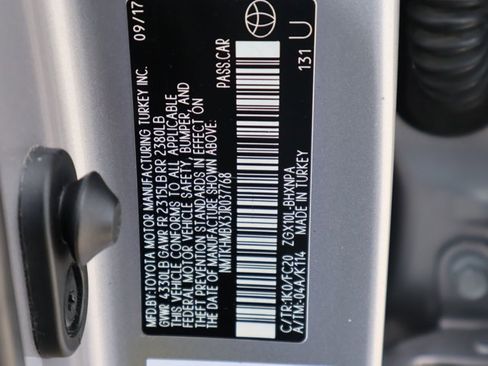 MFD.BY:TOYOTA MOTOR MANUFACTURING TURKEY INC. 09/17
GVWR 4330LB GAWR FR 2315LB RR 2380LB
THIS VEHICLE CONFORMS TO ALL APPLICABLE
FEDERAL MOTOR VEHICLE SAFETY, BUMPER, AND
THEFT PREVENTION STANDARDS IN EFFECT ON
THE DATE OF MANUFACTURE SHOWN ABOVE.
NMTKHMBX3JR037768 PASS.CAR
C/TR:1K0/FC20 ZGX10L-BHXNDA
A/TM:-04A/K114 MADE IN TURKEY
131 U